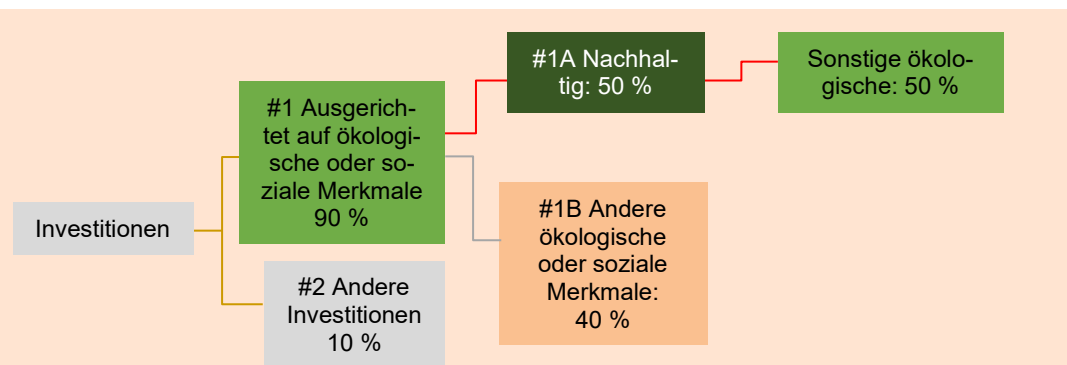 Investitionen
#1 Ausgerich-
tet auf ökologi-
sche oder so-
ziale Merkmale
90 %
#2 Andere
Investitionen
10 %
#1A Nachhal-
tig: 50 %
#1B Andere
ökologische
oder soziale
Merkmale:
40 %
Sonstige ökolo-
gische: 50 %